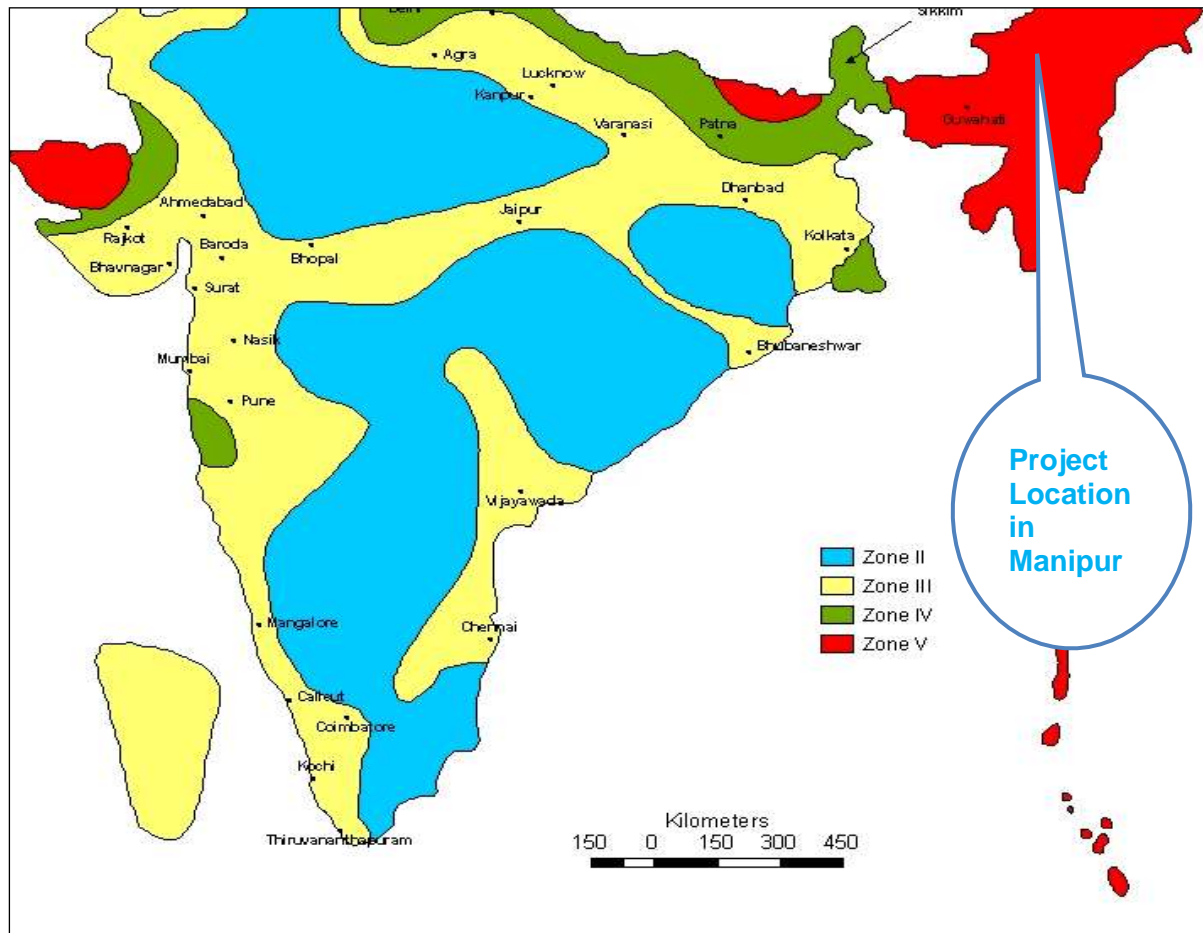 Delhi
Sikkim
Agra
Lucknow
Kanpur
Varanasi
Patna
Guwahati
Dhanbad
Ahmedabad
Jaipur
Rajkot
Baroda
Bhopal
Kolkata
Bhavnagar
Surat
Nasik
Mumbai
Bhubaneshwar
Pune
Project
Location
in
Manipur
Vijayawada
Zone II
Zone III
Zone IV
Zone V
Mangalore
Chennai
Calicut
Coimbatore
Kochi
Thiruvananthapuram
Kilometers
150 0 150 300 450